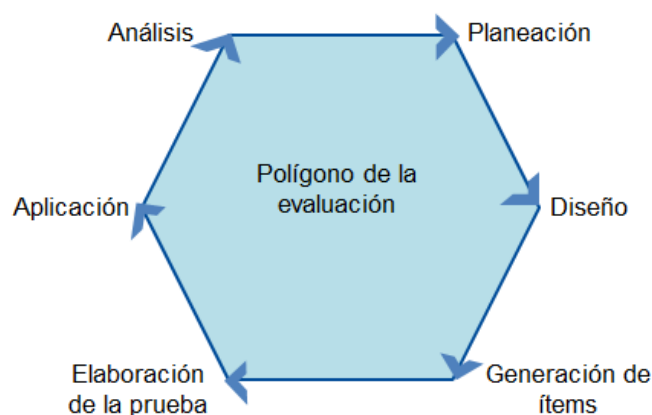 Análisis
Planeación
Polígono de la
evaluación
Aplicación
Diseño
Elaboración
de la prueba
Generación de
ítems